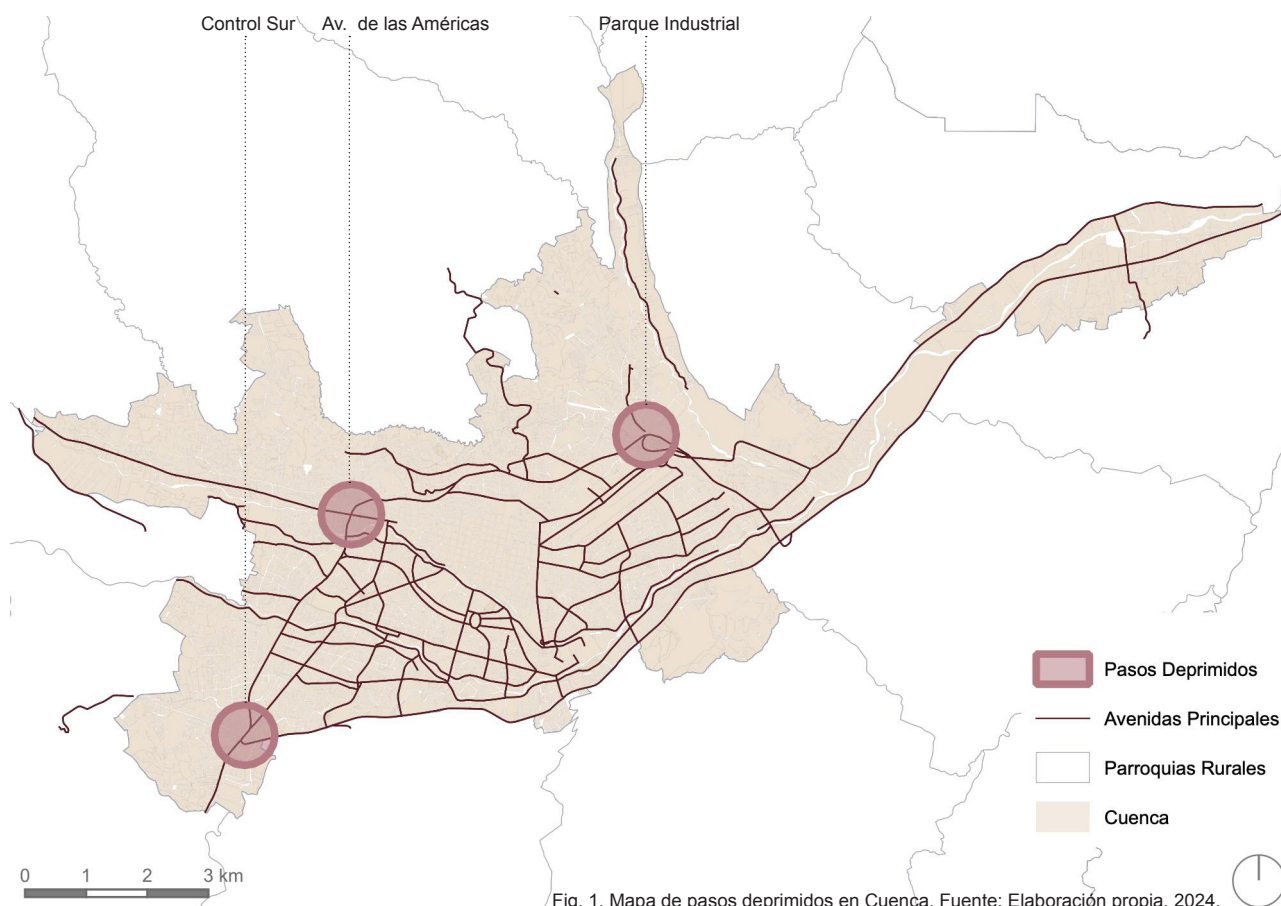 Control Sur
Av. de las Américas
Parque Industrial
Pasos Deprimidos
Avenidas Principales
Parroquias Rurales
Cuenca
0 1 2 3 km
Fig. 1. Mapa de pasos deprimidos en Cuenca. Fuente: Elaboración propia, 2024.